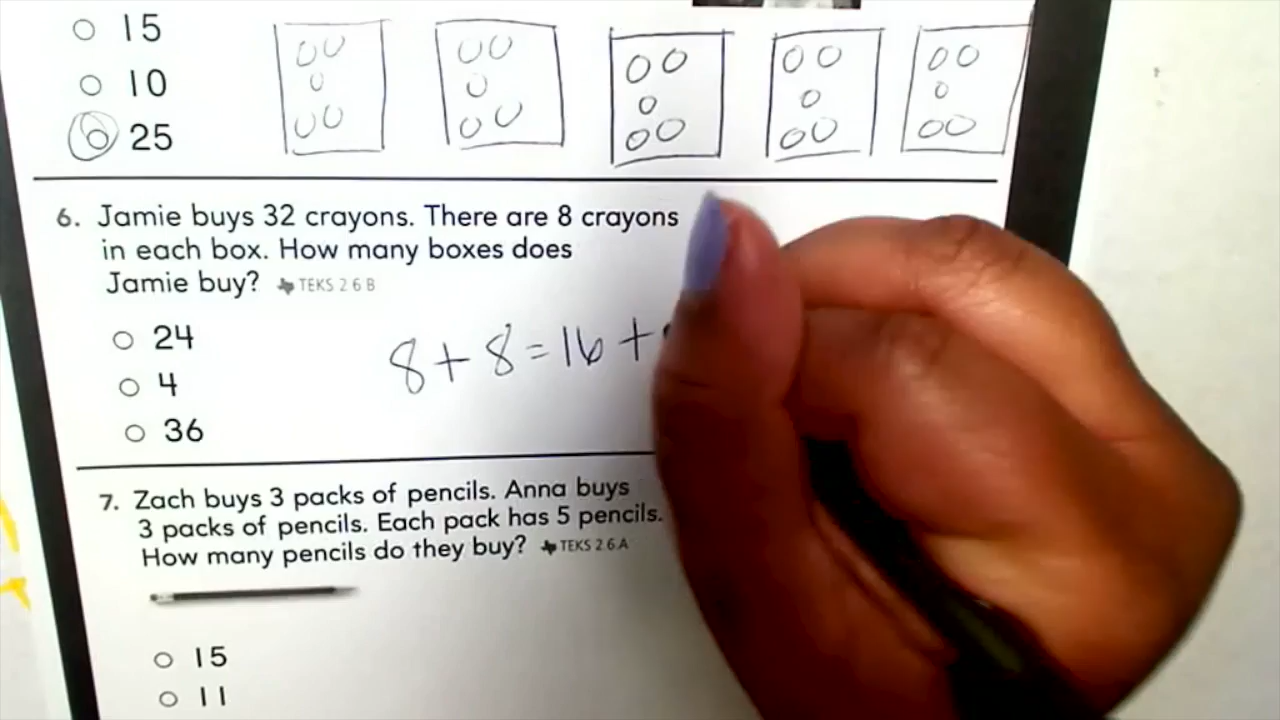 15
10
25
6. Jamie buys 32 crayons. There are 8 crayons
in each box. How many boxes does
Jamie buy? TEKS 2 6 B
24
8+8=16+
4
36
7. Zach buys 3 packs of pencils. Anna buys
3 packs of pencils. Each pack has 5 pencils.
How many pencils do they buy? TEKS 2 6.A
15
11